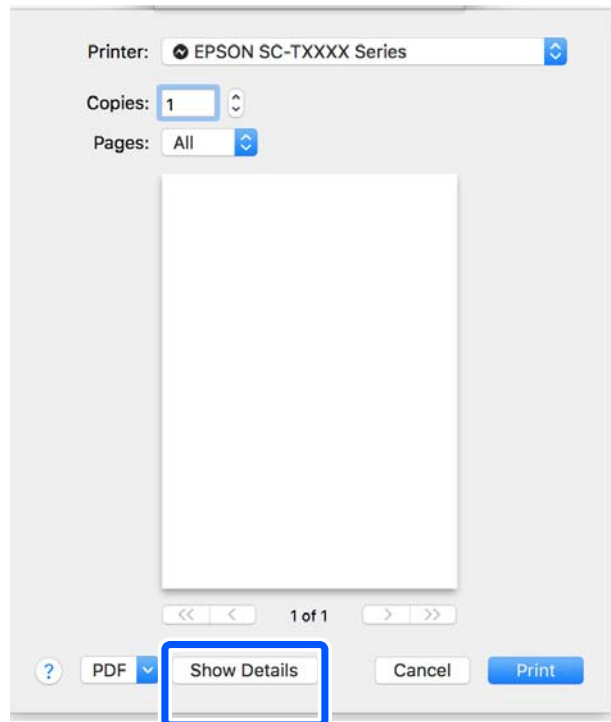 Printer: EPSON SC-TXXXX Series
Copies: 1
Pages: All
<< < 1 of 1 > >>
? PDF Show Details Cancel Print